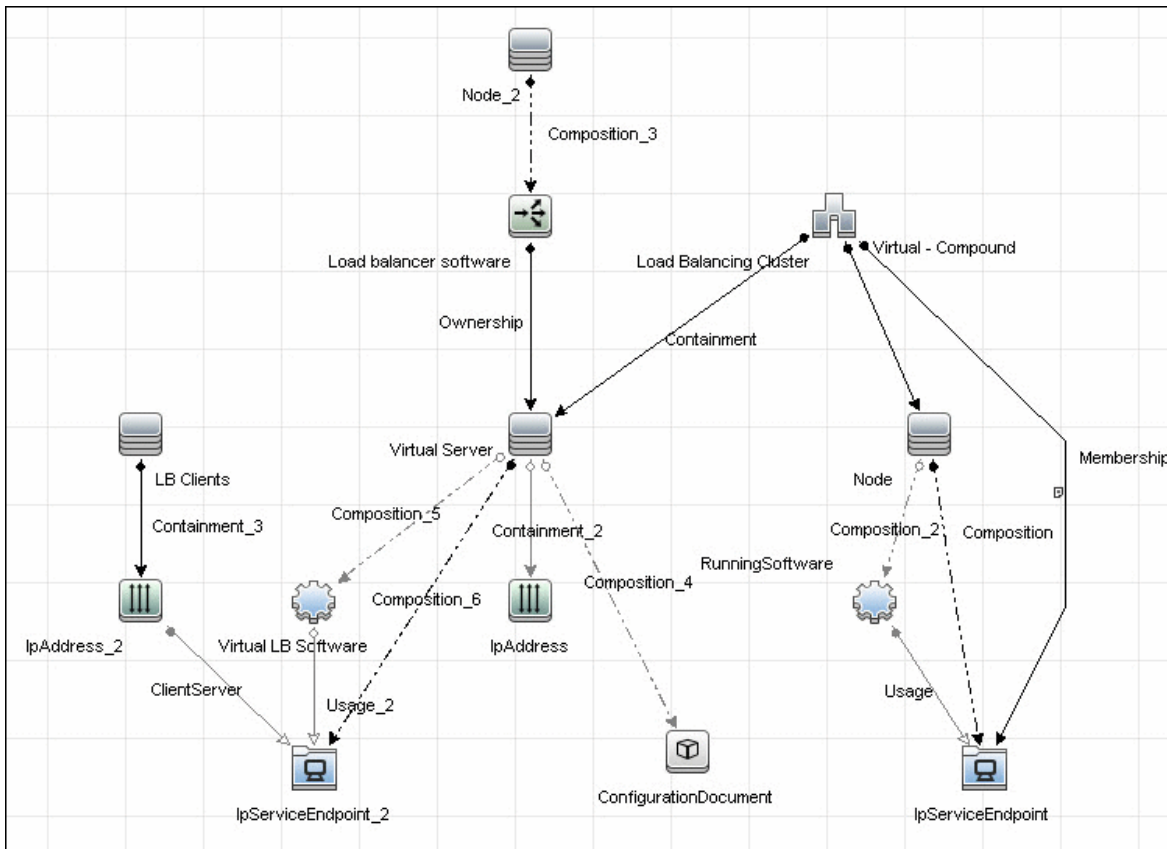 Node_2
Composition_3
Virtual - Compound
Load balancer software
Load Balancing Cluster
Ownership
Containment
Virtual Server
Membership
LB Clients
Node
Composition_5
Containment_3
Containment_2
Composition_2
Composition
RunningSoftware
Composition_4
Composition_6
IpAddress_2
Virtual LB Software
IpAddress
ClientServer
Usage_2
Usage
ConfigurationDocument
IpServiceEndpoint_2
IpServiceEndpoint